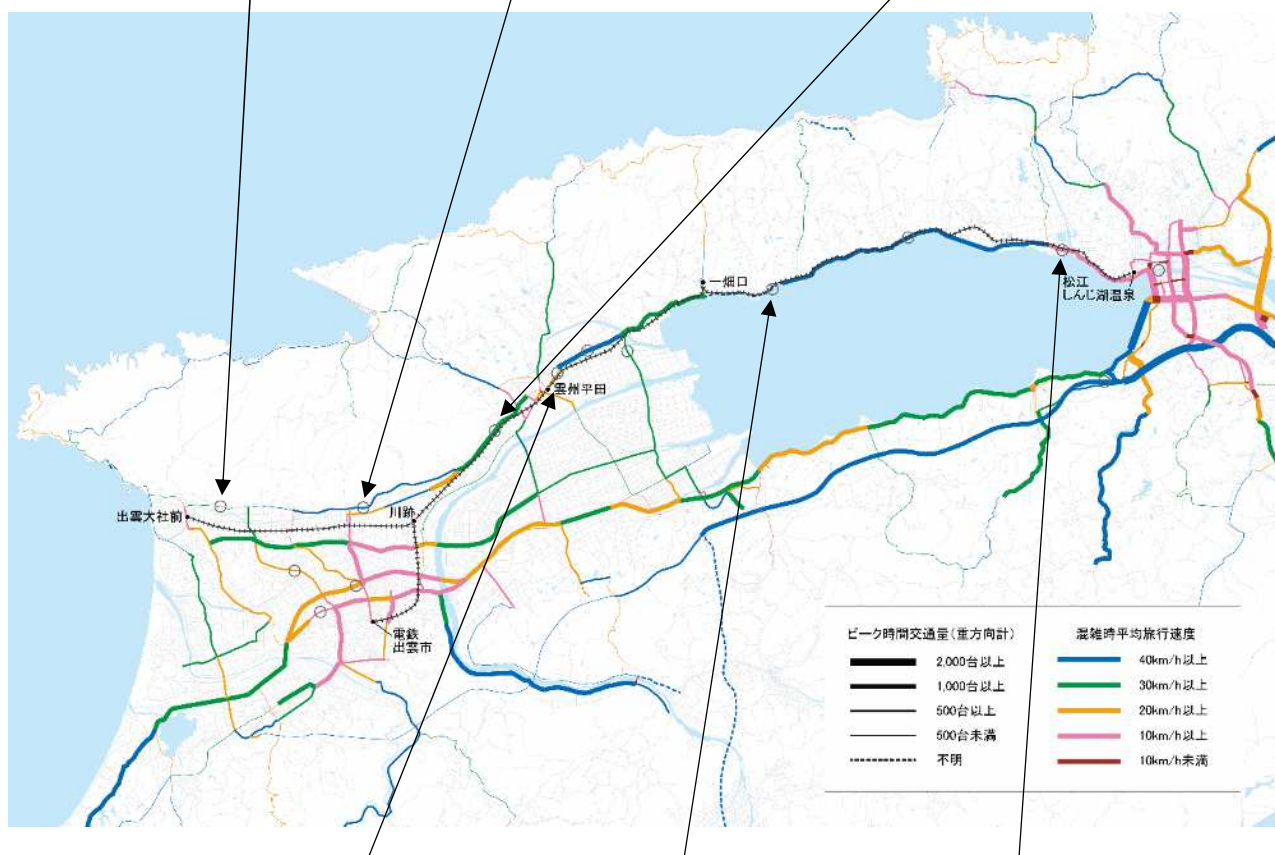 一畑口
松江
しんじ湖温泉
雲州平田
出雲大社前
川跡
電鉄
出雲市
ピーク時間交通量(重方向計)
2,000台以上
1,000台以上
500台以上
500台未満
不明
混雑時平均旅行速度
40km/h以上
30km/h以上
20km/h以上
10km/h以上
10km/h未満